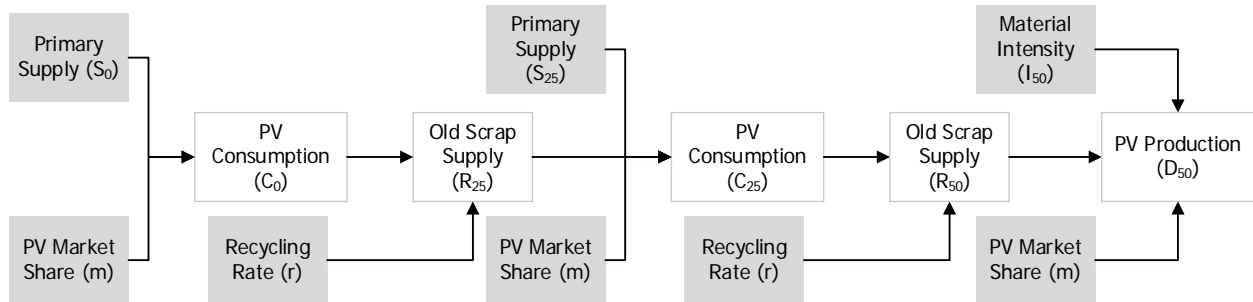 Primary
Supply (S₀)
Primary
Supply
(S₂₅)
Material
Intensity
(I₅₀)
PV
Consumption
(C₀)
Old Scrap
Supply
(R₂₅)
PV
Consumption
(C₂₅)
Old Scrap
Supply
(R₅₀)
PV Production
(D₅₀)
PV Market
Share (m)
Recycling
Rate (r)
PV Market
Share (m)
Recycling
Rate (r)
PV Market
Share (m)